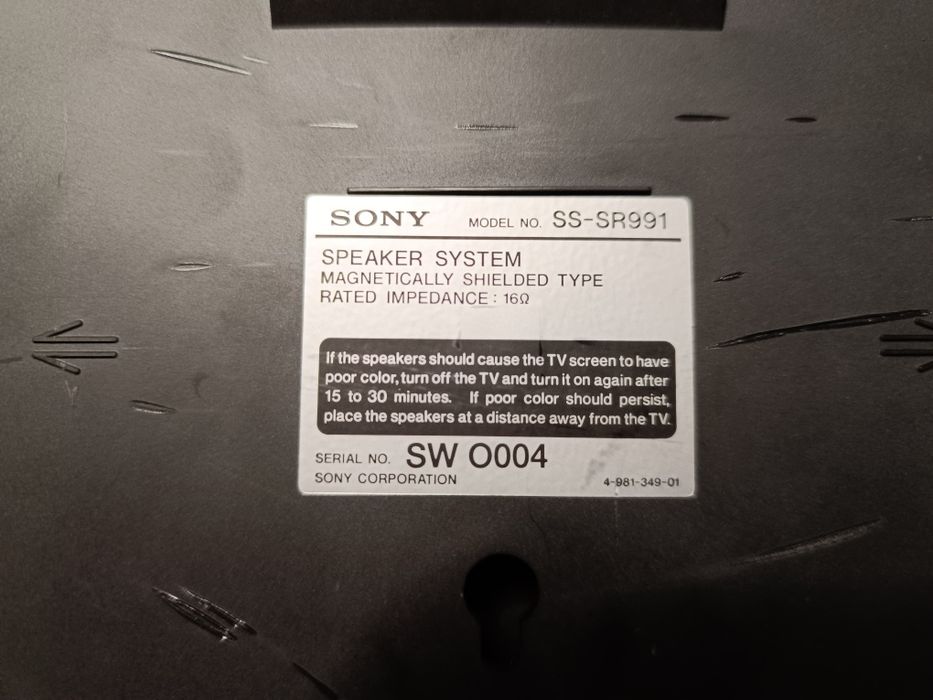 SONY MODEL NO. SS-SR991
SPEAKER SYSTEM
MAGNETICALLY SHIELDED TYPE
RATED IMPEDANCE : 16Ω
If the speakers should cause the TV screen to have
poor color, turn off the TV and turn it on again after
15 to 30 minutes. If poor color should persist,
place the speakers at a distance away from the TV.
SERIAL NO. SW 0004
SONY CORPORATION 4-981-349-01